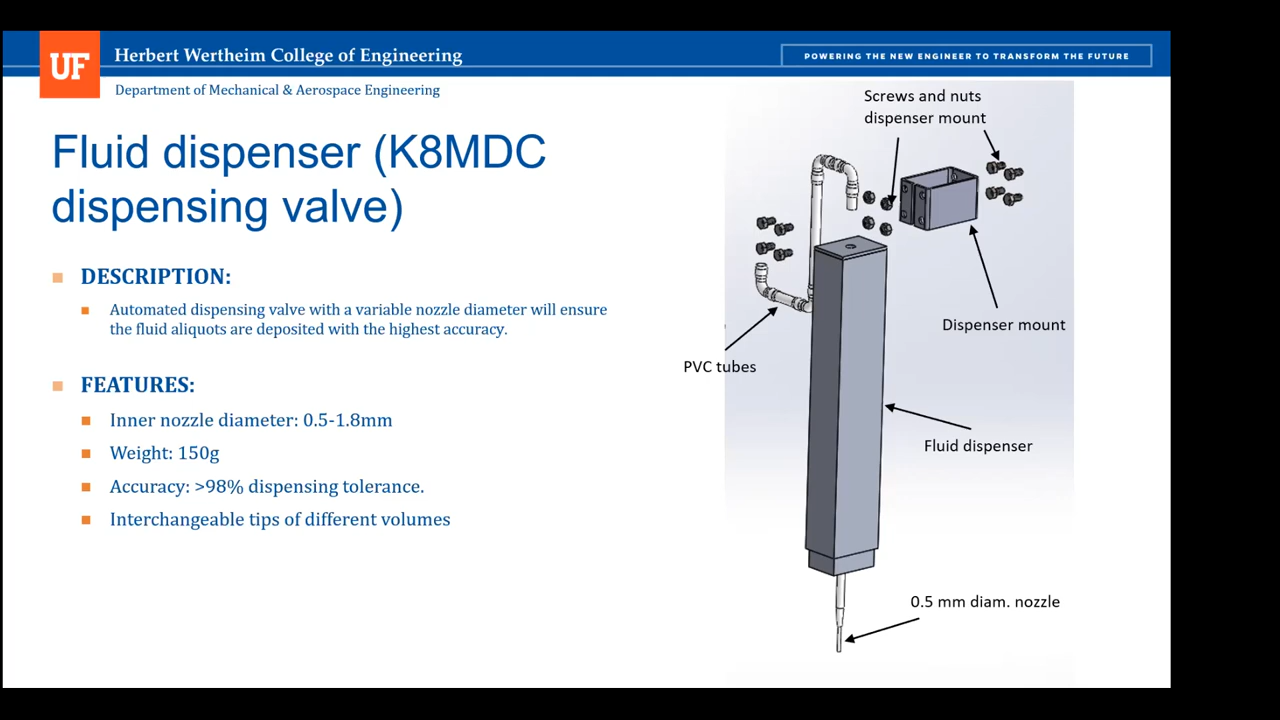 UF
Herbert Wertheim College of Engineering
POWERING THE NEW ENGINEER TO TRANSFORM THE FUTURE
Department of Mechanical & Aerospace Engineering
Fluid dispenser (K8MDC
dispensing valve)
DESCRIPTION:
Automated dispensing valve with a variable nozzle diameter will ensure
the fluid aliquots are deposited with the highest accuracy.
FEATURES:
Inner nozzle diameter: 0.5-1.8mm
Weight: 150g
Accuracy: >98% dispensing tolerance.
Interchangeable tips of different volumes
Screws and nuts
dispenser mount
Dispenser mount
PVC tubes
Fluid dispenser
0.5 mm diam. nozzle